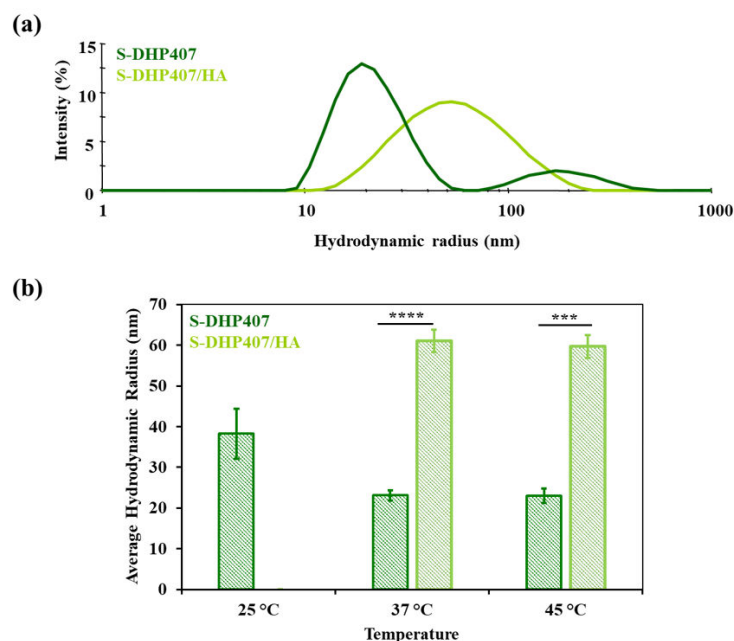 (a)
S-DHP407
S-DHP407/HA
Intensity (%)
15
10
5
0
1 10 100 1000
Hydrodynamic radius (nm)
(b)
S-DHP407
S-DHP407/HA
**** ***
Average Hydrodynamic Radius (nm)
70
60
50
40
30
20
10
0
25 °C 37 °C 45 °C
Temperature